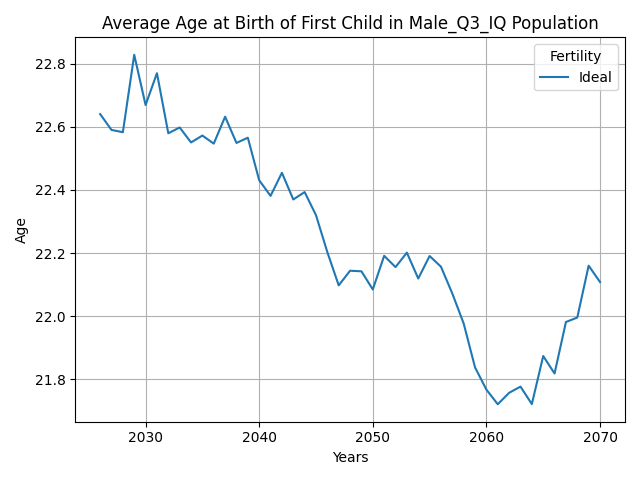 Average Age at Birth of First Child in Male_Q3_IQ Population
Fertility
Ideal
22.8
22.6
22.4
22.2
22.0
21.8
Age
2030 2040 2050 2060 2070
Years